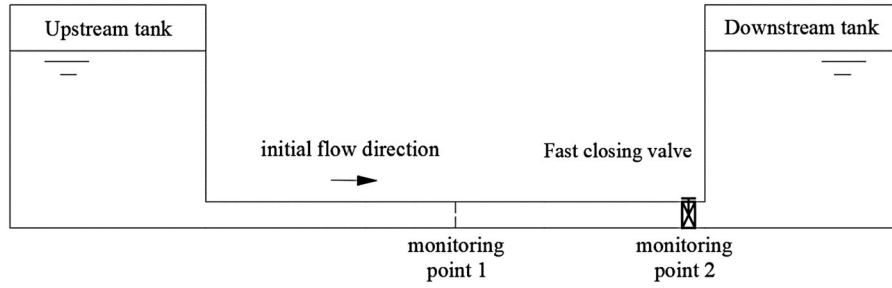 Upstream tank
Downstream tank
initial flow direction
Fast closing valve
monitoring
point 1
monitoring
point 2